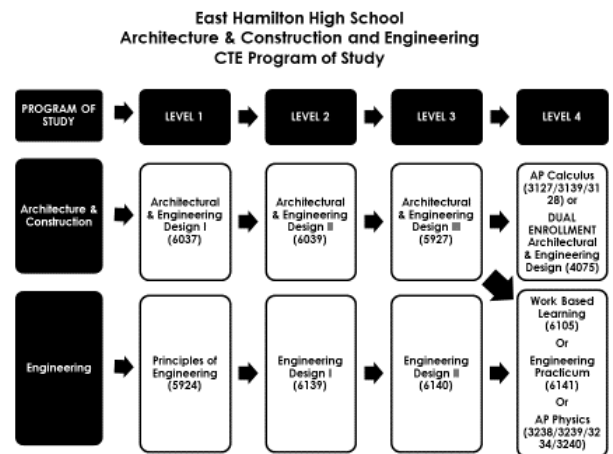 East Hamilton High School
Architecture & Construction and Engineering
CTE Program of Study
PROGRAM OF
STUDY
LEVEL 1
LEVEL 2
LEVEL 3
LEVEL 4
Architecture &
Construction
Architectural
& Engineering
Design I
(6037)
Architectural
& Engineering
Design II
(6039)
Architectural
& Engineering
Design III
(5927)
AP Calculus
(3127/3139/31
28) or
DUAL
ENROLLMENT
Architectural
& Engineering
Design (4075)
Engineering
Principles of
Engineering
(5924)
Engineering
Design I
(6139)
Engineering
Design II
(6140)
Work Based
Learning
(6105)
Or
Engineering
Practicum
(6141)
Or
AP Physics
(3238/3239/32
34/3240)